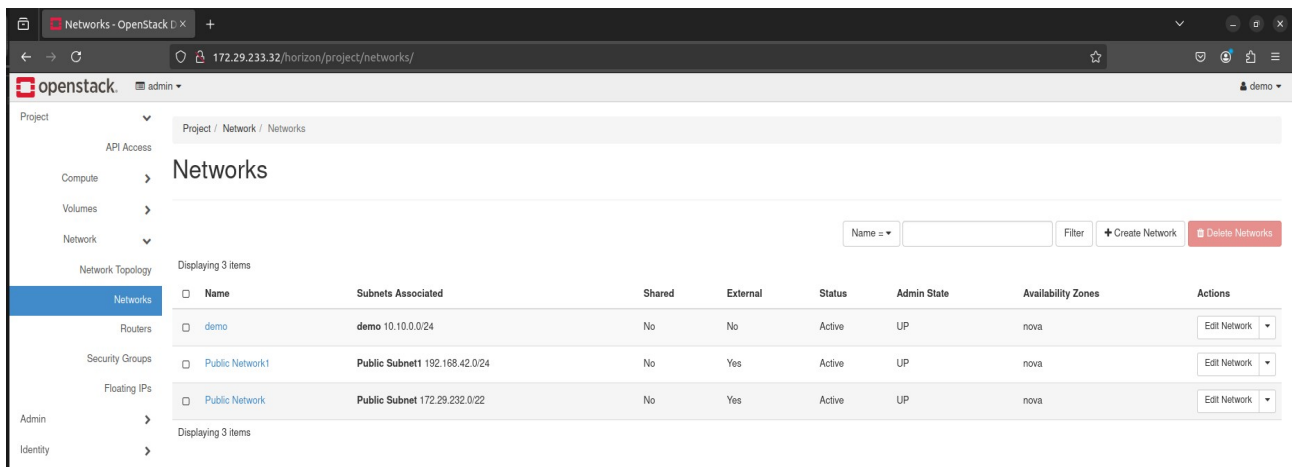 Networks - OpenStack D
172.29.233.32/horizon/project/networks/
openstack. admin demo
Project
API Access
Compute
Volumes
Network
Network Topology
Networks
Routers
Security Groups
Floating IPs
Admin
Identity
Project / Network / Networks
Networks
Name = Filter +Create Network Delete Networks
Displaying 3 items
Name Subnets Associated Shared External Status Admin State Availability Zones Actions
demo demo 10.10.0.0/24 No No Active UP nova Edit Network
Public Network1 Public Subnet1 192.168.42.0/24 No Yes Active UP nova Edit Network
Public Network Public Subnet 172.29.232.0/22 No Yes Active UP nova Edit Network
Displaying 3 items